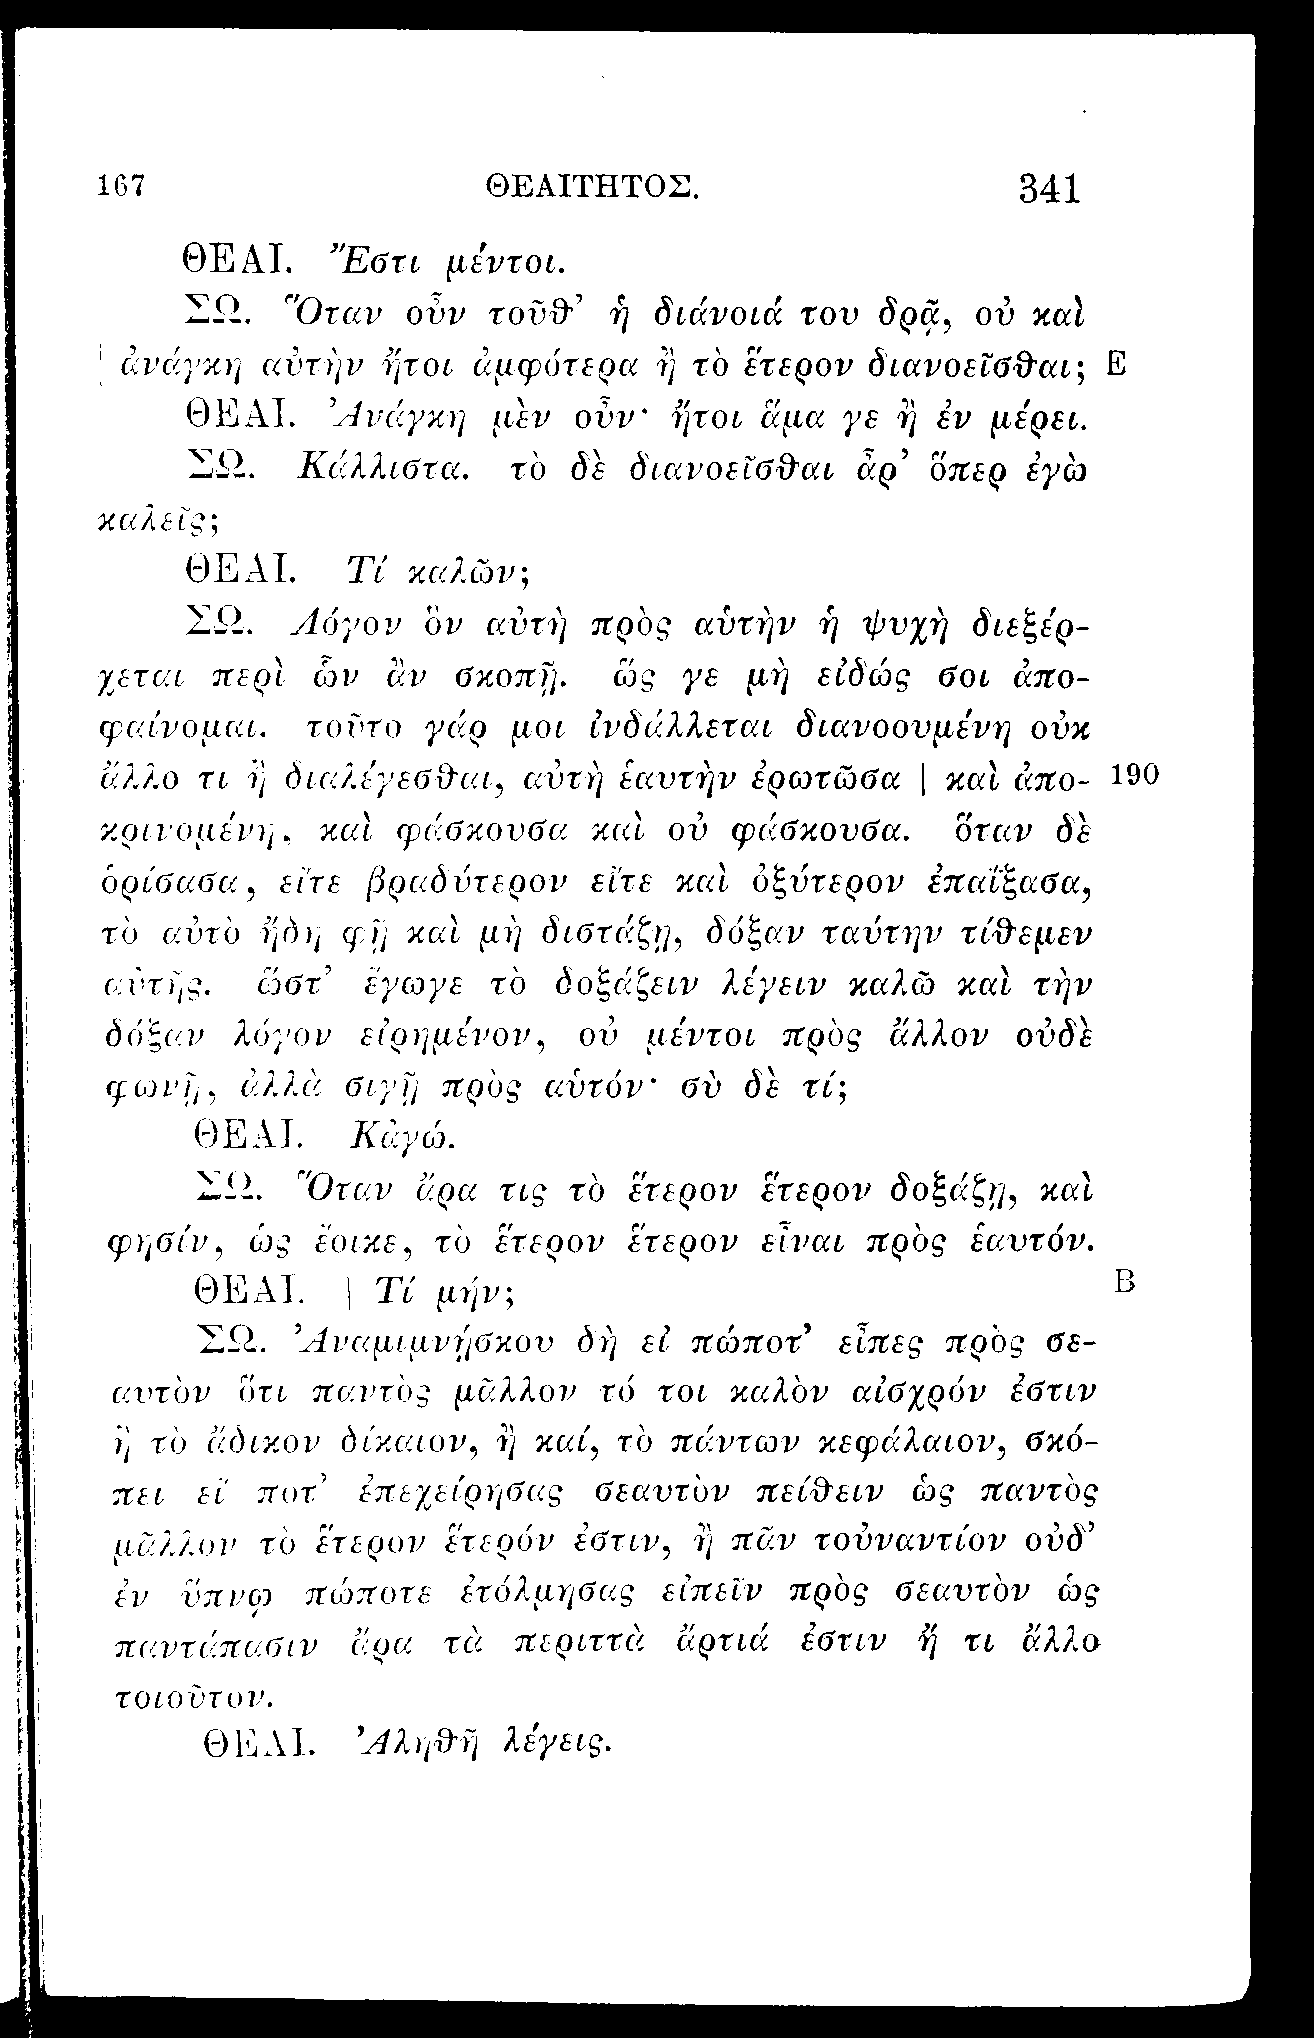 167 ΘΕΑΙΤΗΤΟΣ. 341
ΘΕΑΙ. Ἔστι μέντοι.
ΣΩ. Ὅταν οὖν τοῦθ’ ἡ διάνοιά του δρᾷ, οὐ καὶ
| ἀνάγκη αὐτὴν ἤτοι ἀμφότερα ἢ τὸ ἕτερον διανοεῖσθαι; E
ΘΕΑΙ. Ἀνάγκη μὲν οὖν· ἤτοι ἅμα γε ἢ ἐν μέρει.
ΣΩ. Κάλλιστα. τὸ δὲ διανοεῖσθαι ἆρ’ ὅπερ ἐγὼ
καλεῖς;
ΘΕΑΙ. Τί καλῶν;
ΣΩ. Λόγον ὃν αὐτὴ πρὸς αὑτὴν ἡ ψυχὴ διεξέρ-
χεται περὶ ὧν ἂν σκοπῇ. ὥς γε μὴ εἰδώς σοι ἀπο-
φαίνομαι. τοῦτο γάρ μοι ἰνδάλλεται διανοουμένη οὐκ
ἄλλο τι ἢ διαλέγεσθαι, αὐτὴ ἑαυτὴν ἐρωτῶσα | καὶ ἀπο- 190
κρινομένη, καὶ φάσκουσα καὶ οὐ φάσκουσα. ὅταν δὲ
ὁρίσασα, εἴτε βραδύτερον εἴτε καὶ ὀξύτερον ἐπαΐξασα,
τὸ αὐτὸ ἤδη φῇ καὶ μὴ διστάζῃ, δόξαν ταύτην τίθεμεν
αὐτῆς. ὥστ’ ἔγωγε τὸ δοξάζειν λέγειν καλῶ καὶ τὴν
δόξαν λόγον εἰρημένον, οὐ μέντοι πρὸς ἄλλον οὐδὲ
φωνῇ, ἀλλὰ σιγῇ πρὸς αὑτόν· σὺ δὲ τί;
ΘΕΑΙ. Κἀγώ.
ΣΩ. Ὅταν ἄρα τις τὸ ἕτερον ἕτερον δοξάζῃ, καὶ
φησίν, ὡς ἔοικε, τὸ ἕτερον ἕτερον εἶναι πρὸς ἑαυτόν.
ΘΕΑΙ. | Τί μήν; B
ΣΩ. Ἀναμιμνήσκου δὴ εἰ πώποτ’ εἶπες πρὸς σε-
αυτὸν ὅτι παντὸς μᾶλλον τό τοι καλὸν αἰσχρόν ἐστιν
ἢ τὸ ἄδικον δίκαιον, ἢ καί, τὸ πάντων κεφάλαιον, σκό-
πει εἴ ποτ’ ἐπεχείρησας σεαυτὸν πείθειν ὡς παντὸς
μᾶλλον τὸ ἕτερον ἕτερόν ἐστιν, ἢ πᾶν τοὐναντίον οὐδ’
ἐν ὕπνῳ πώποτε ἐτόλμησας εἰπεῖν πρὸς σεαυτὸν ὡς
παντάπασιν ἄρα τὰ περιττὰ ἄρτιά ἐστιν ἤ τι ἄλλο
τοιοῦτον.
ΘΕΑΙ. Ἀληθῆ λέγεις.